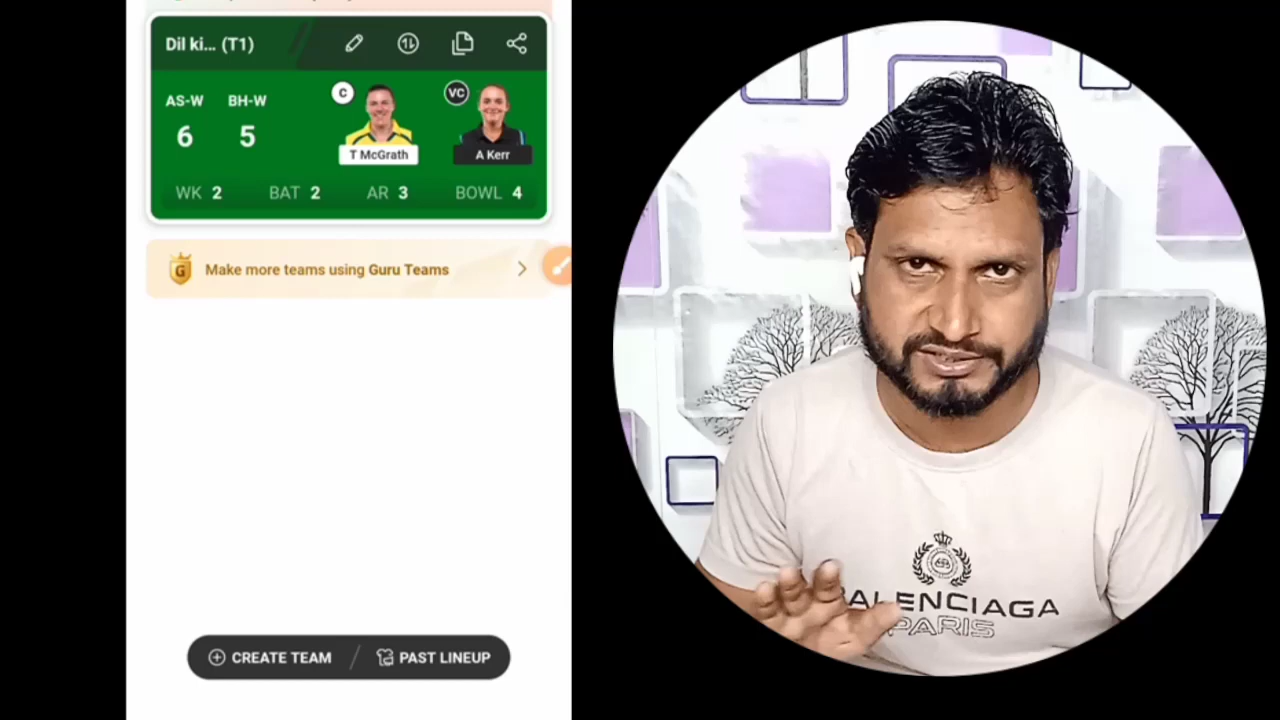 Dil ki... (T1)
AS-W BH-W
6 5
C
VC
T McGrath
A Kerr
WK 2 BAT 2 AR 3 BOWL 4
G
Make more teams using Guru Teams
CREATE TEAM / PAST LINEUP
BALENCIAGA
PARIS